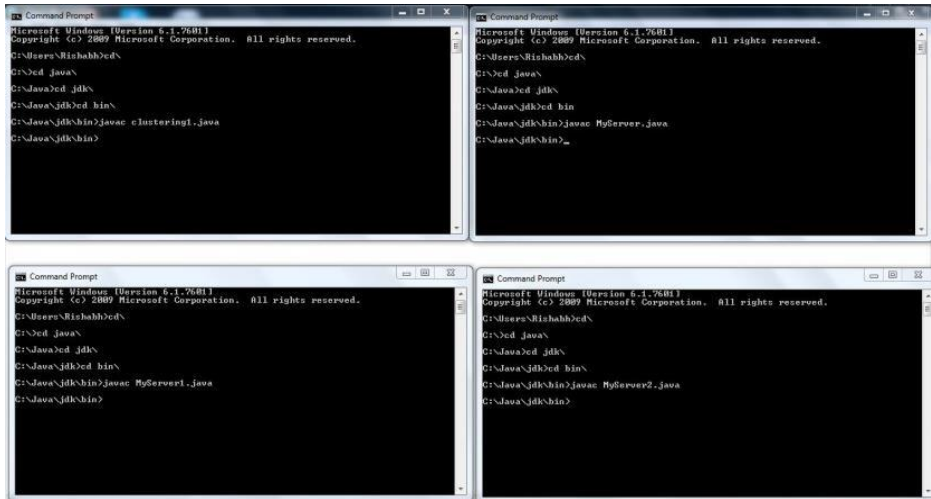 Command Prompt
Microsoft Windows [Version 6.1.7601]
Copyright (c) 2009 Microsoft Corporation. All rights reserved.
C:\Users\Rishabh>cd\
C:\>cd java\
C:\Java>cd jdk\
C:\Java\jdk>cd bin\
C:\Java\jdk\bin>javac clustering1.java
C:\Java\jdk\bin>
Command Prompt
Microsoft Windows [Version 6.1.7601]
Copyright (c) 2009 Microsoft Corporation. All rights reserved.
C:\Users\Rishabh>cd\
C:\>cd java\
C:\Java>cd jdk\
C:\Java\jdk>cd bin
C:\Java\jdk\bin>javac MyServer.java
C:\Java\jdk\bin>_
Command Prompt
Microsoft Windows [Version 6.1.7601]
Copyright (c) 2009 Microsoft Corporation. All rights reserved.
C:\Users\Rishabh>cd\
C:\>cd java\
C:\Java>cd jdk\
C:\Java\jdk>cd bin\
C:\Java\jdk\bin>javac MyServer1.java
C:\Java\jdk\bin>
Command Prompt
Microsoft Windows [Version 6.1.7601]
Copyright (c) 2009 Microsoft Corporation. All rights reserved.
C:\Users\Rishabh>cd\
C:\>cd java\
C:\Java>cd jdk\
C:\Java\jdk>cd bin\
C:\Java\jdk\bin>javac MyServer2.java
C:\Java\jdk\bin>